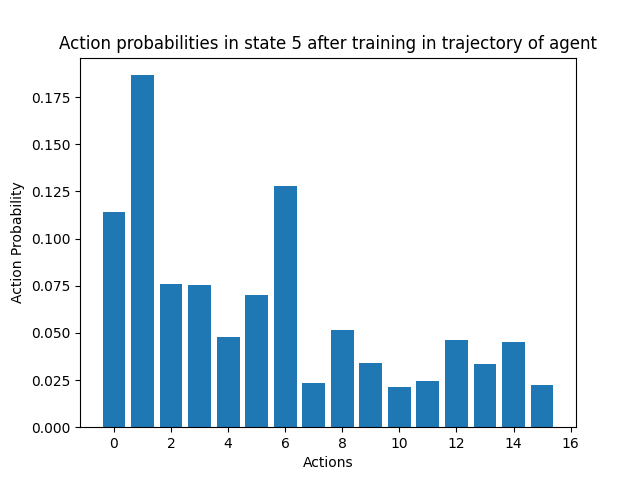 Action probabilities in state 5 after training in trajectory of agent
0.175
0.150
0.125
0.100
0.075
0.050
0.025
0.000
Action Probability
0 2 4 6 8 10 12 14 16
Actions